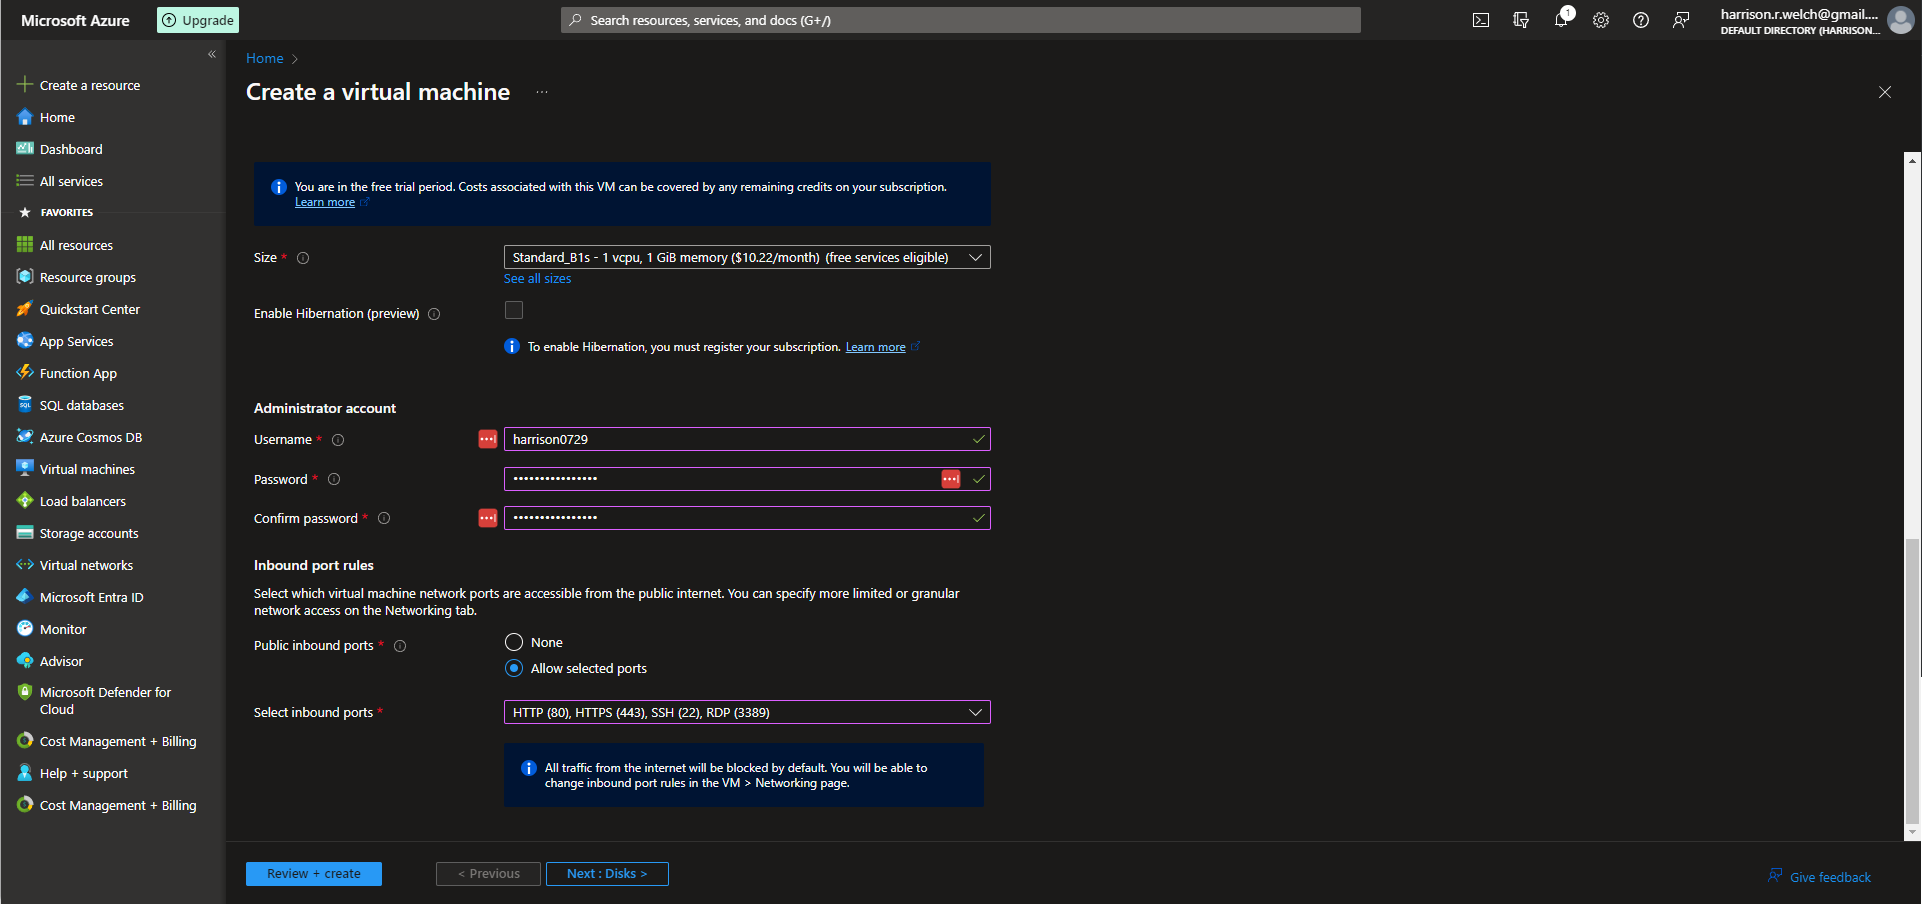 Microsoft Azure
Upgrade
Search resources, services, and docs (G+/)
1
harrison.r.welch@gmail....
DEFAULT DIRECTORY (HARRISON...
«
Create a resource
Home
Dashboard
All services
FAVORITES
All resources
Resource groups
Quickstart Center
App Services
Function App
SQL databases
Azure Cosmos DB
Virtual machines
Load balancers
Storage accounts
Virtual networks
Microsoft Entra ID
Monitor
Advisor
Microsoft Defender for
Cloud
Cost Management + Billing
Help + support
Cost Management + Billing
Home >
Create a virtual machine ...
You are in the free trial period. Costs associated with this VM can be covered by any remaining credits on your subscription.
Learn more
Size *
Standard_B1s - 1 vcpu, 1 GiB memory ($10.22/month) (free services eligible)
See all sizes
Enable Hibernation (preview)
To enable Hibernation, you must register your subscription. Learn more
Administrator account
Username *
harrison0729
Password *
••••••••••••••••
Confirm password *
••••••••••••••••
Inbound port rules
Select which virtual machine network ports are accessible from the public internet. You can specify more limited or granular
network access on the Networking tab.
Public inbound ports *
None
Allow selected ports
Select inbound ports *
HTTP (80), HTTPS (443), SSH (22), RDP (3389)
All traffic from the internet will be blocked by default. You will be able to
change inbound port rules in the VM > Networking page.
Review + create
< Previous
Next : Disks >
Give feedback